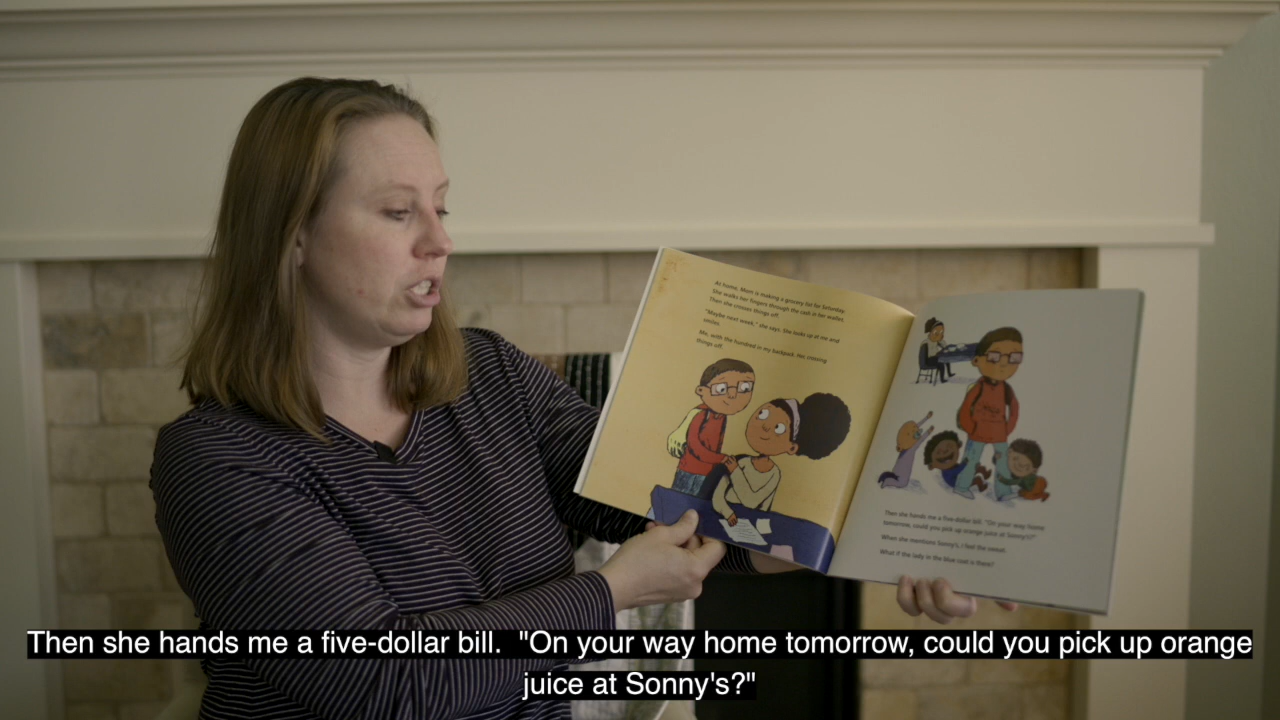 At home, Mom is making a grocery list for Saturday.
She walks her fingers through the cash in her wallet.
Then she crosses things off.
"Maybe next week," she says. She looks up at me and
smiles.
Me, with the hundred in my backpack. Her, crossing
things off.
Then she hands me a five-dollar bill. "On your way home
tomorrow, could you pick up orange juice at Sonny's?"
When she mentions Sonny's, I feel the sweat.
What if the lady in the blue coat is there?
Then she hands me a five-dollar bill.  "On your way home tomorrow, could you pick up orange
juice at Sonny's?"